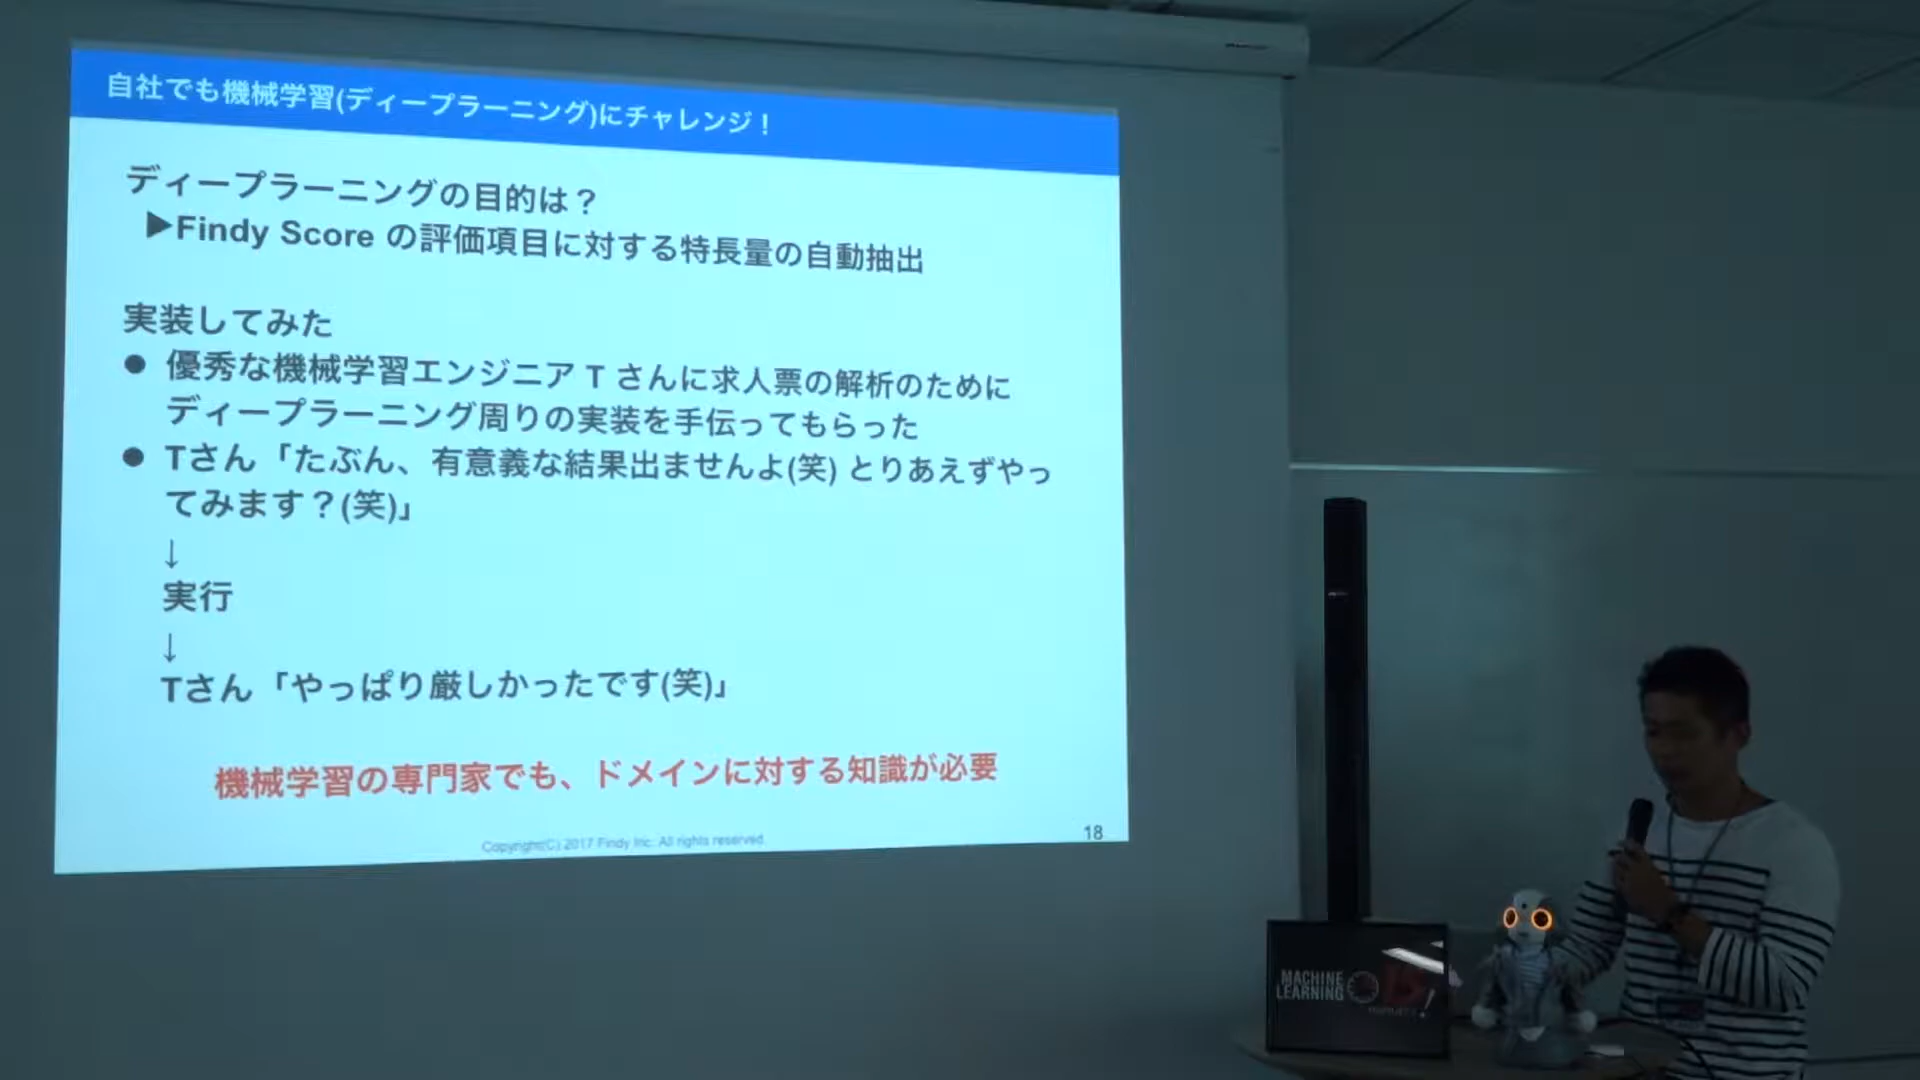 自社でも機械学習(ディープラーニング)にチャレンジ！
ディープラーニングの目的は？
▶Findy Score の評価項目に対する特長量の自動抽出
実装してみた
● 優秀な機械学習エンジニア T さんに求人票の解析のために
ディープラーニング周りの実装を手伝ってもらった
● Tさん「たぶん、有意義な結果出ませんよ(笑) とりあえずやっ
てみます？(笑)」
↓
実行
↓
Tさん「やっぱり厳しかったです(笑)」
機械学習の専門家でも、ドメインに対する知識が必要
Copyright(C) 2017 Findy Inc. All rights reserved.
18
MACHINE
LEARNING